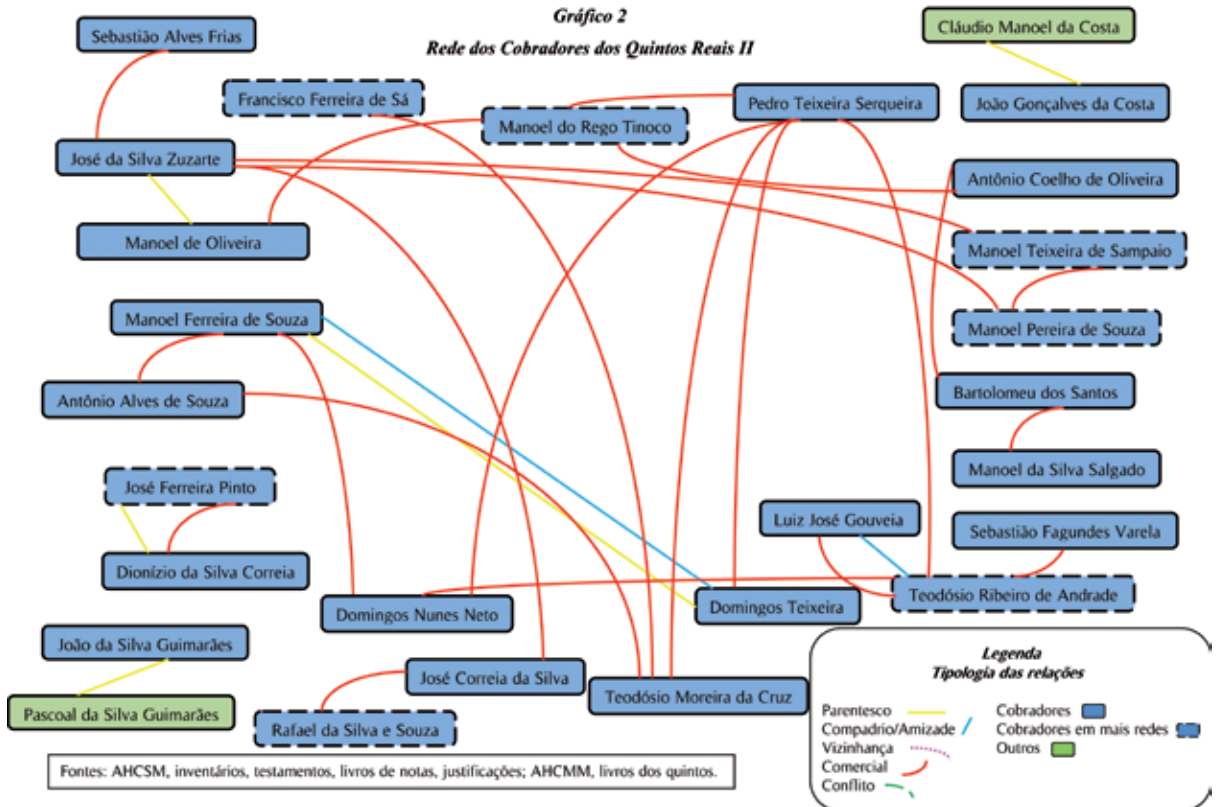 Gráfico 2
Rede dos Cobradores dos Quintos Reais II
Sebastião Alves Frias
Cláudio Manoel da Costa
Francisco Ferreira de Sá
Pedro Teixeira Serqueira
João Gonçalves da Costa
Manoel do Rego Tinoco
José da Silva Zuzarte
Antônio Coelho de Oliveira
Manoel de Oliveira
Manoel Teixeira de Sampaio
Manoel Ferreira de Souza
Manoel Pereira de Souza
Antônio Alves de Souza
Bartolomeu dos Santos
José Ferreira Pinto
Manoel da Silva Salgado
Luiz José Gouveia
Sebastião Fagundes Varela
Dionízio da Silva Correia
Teodósio Ribeiro de Andrade
Domingos Nunes Neto
Domingos Teixeira
João da Silva Guimarães
José Correia da Silva
Teodósio Moreira da Cruz
Pascoal da Silva Guimarães
Rafael da Silva e Souza
Legenda
Tipologia das relações
Parentesco
Compadrio/Amizade
Vizinhança
Comercial
Conflito
Cobradores
Cobradores em mais redes
Outros
Fontes: AHCSM, inventários, testamentos, livros de notas, justificações; AHCMM, livros dos quintos.